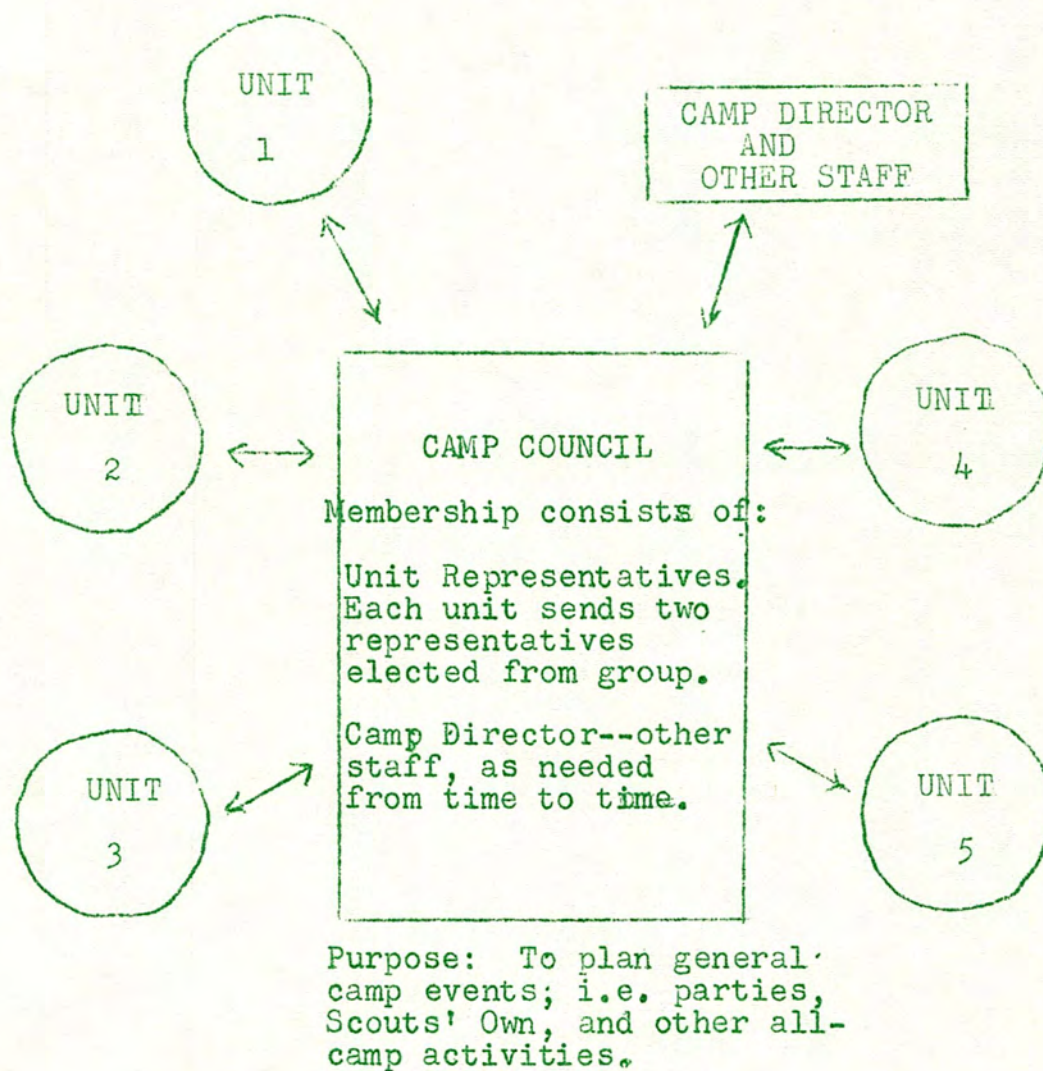 UNIT
1
CAMP DIRECTOR
AND
OTHER STAFF
UNIT
2
CAMP COUNCIL
UNIT
4
Membership consists of:
Unit Representatives.
Each unit sends two
representatives
elected from group.
Camp Director--other
staff, as needed
from time to time.
UNIT
3
UNIT
5
Purpose: To plan general
camp events; i.e. parties,
Scouts' Own, and other all-
camp activities.